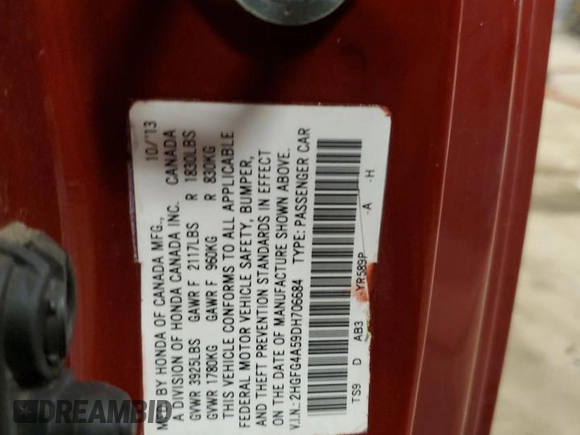 MFD BY HONDA OF CANADA MFG.,
A DIVISION OF HONDA CANADA INC. CANADA 10/'13
GVWR 3925LBS GAWR F 2117LBS R 1830LBS
GVWR 1780KG GAWR F 960KG R 830KG
THIS VEHICLE CONFORMS TO ALL APPLICABLE
FEDERAL MOTOR VEHICLE SAFETY, BUMPER,
AND THEFT PREVENTION STANDARDS IN EFFECT
ON THE DATE OF MANUFACTURE SHOWN ABOVE.
V.I.N.: 2HGFG4A59DH706684 TYPE: PASSENGER CAR
YR589P -A -H
TS9 D AB3
DREAMBID